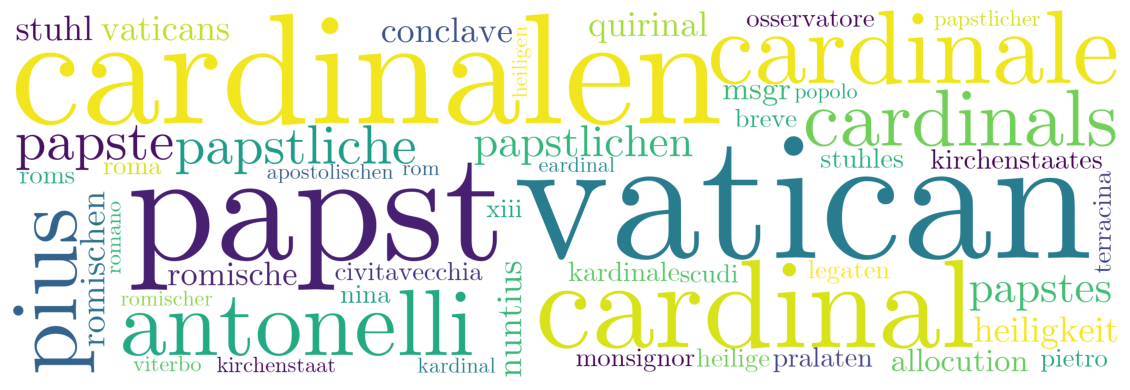 stuhl vaticans conclave quirinal osservatore papstlicher
cardinalen heiligen cardinale
msgr popolo
breve cardinals
papste papstliche papstlichen stuhles kirchenstaates
roms roma apostolischen rom eardinal
pius romischen romano papst xiii vatican terracina
romische civitavecchia kardinale scudi legaten
romischer nina nuntius cardinal papstes
antonelli heiligkeit
viterbo kirchenstaat kardinal monsignor heilige pralaten allocution pietro